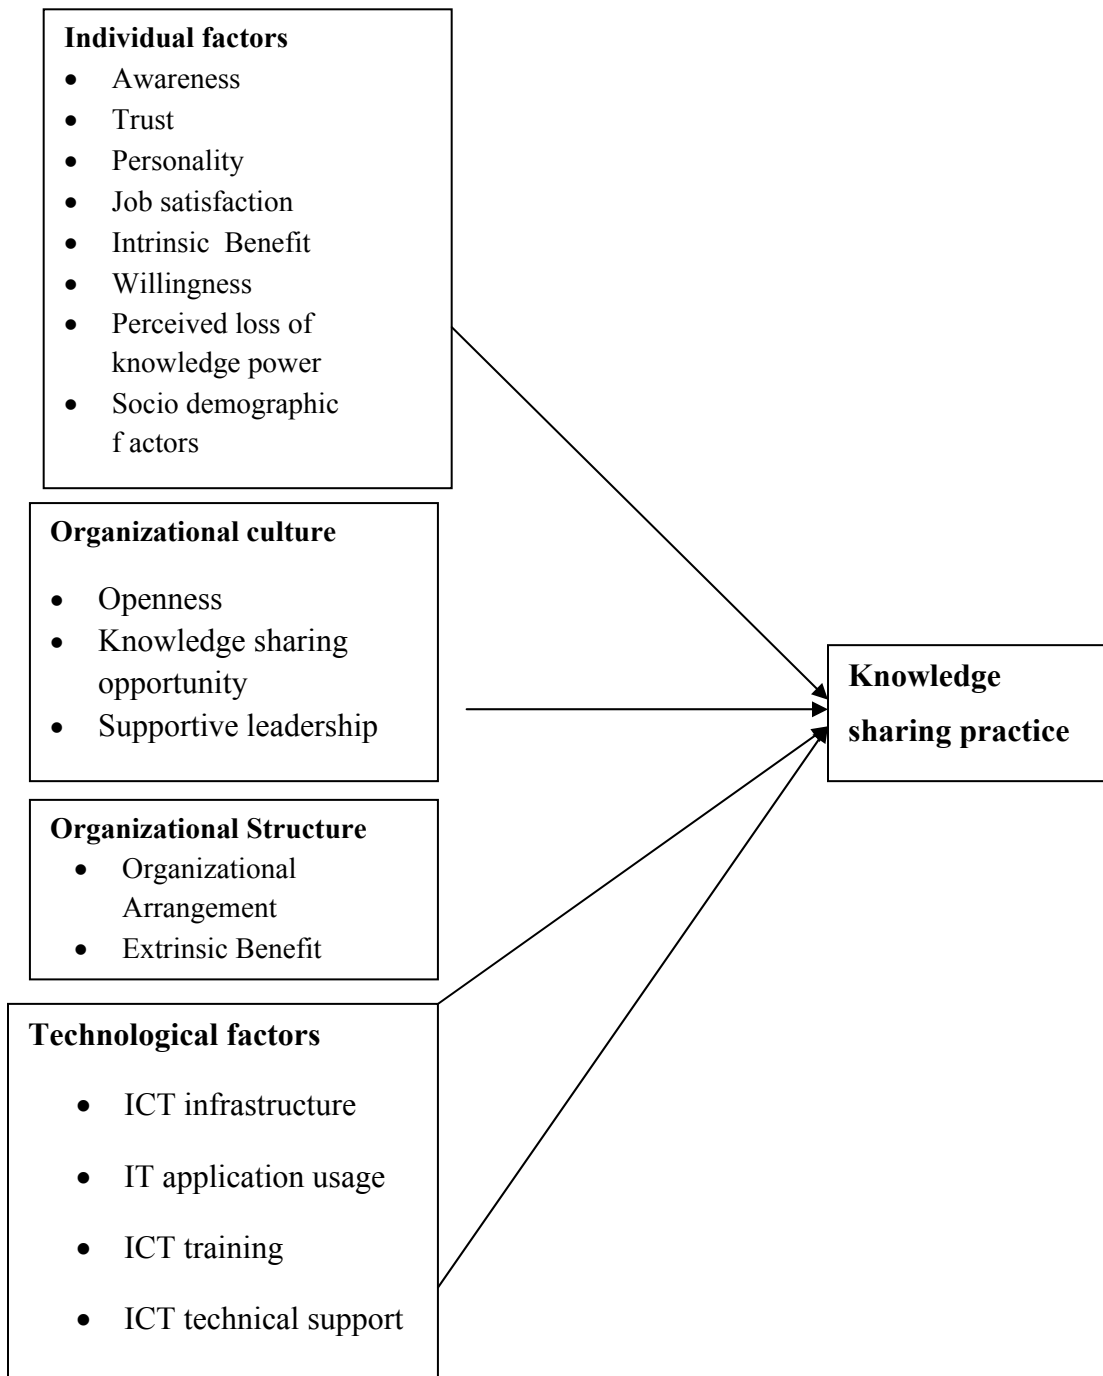 Individual factors
• Awareness
• Trust
• Personality
• Job satisfaction
• Intrinsic  Benefit
• Willingness
• Perceived loss of
knowledge power
• Socio demographic
f actors
Organizational culture
• Openness
• Knowledge sharing
opportunity
• Supportive leadership
Organizational Structure
• Organizational
Arrangement
• Extrinsic Benefit
Technological factors
• ICT infrastructure
• IT application usage
• ICT training
• ICT technical support
Knowledge
sharing practice